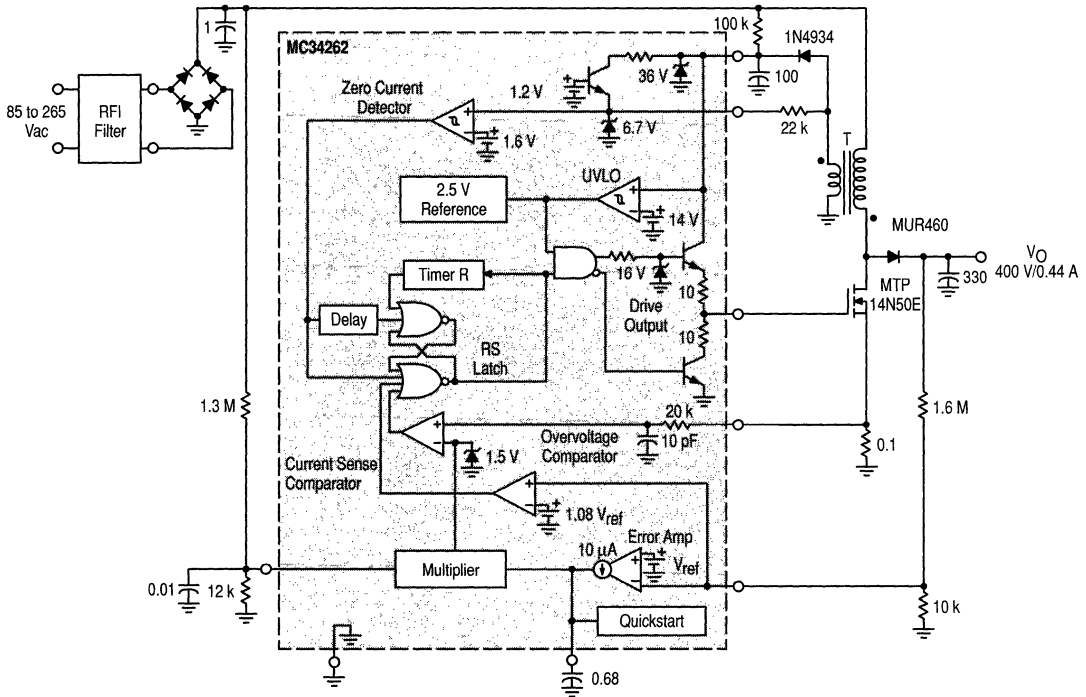 1
MC34262
100 k
1N4934
36 V
100
Zero Current
Detector
1.2 V
85 to 265
Vac
RFI
Filter
1.6 V
6.7 V
22 k
T
2.5 V
Reference
UVLO
14 V
MUR460
VO
400 V/0.44 A
330
Timer R
16 V
10
Drive
Output
MTP
14N50E
Delay
10
RS
Latch
1.3 M
20 k
1.6 M
10 pF
0.1
Overvoltage
Comparator
1.5 V
Current Sense
Comparator
1.08 Vref
Error Amp
10 μA
Vref
Multiplier
0.01
12 k
10 k
Quickstart
0.68